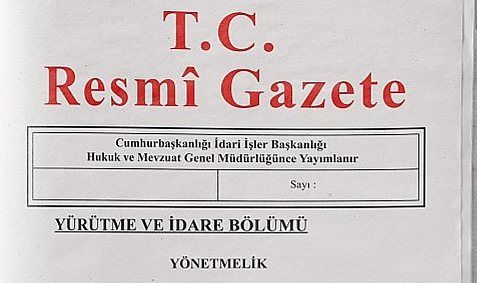 T.C.
Resmî Gazete
Cumhurbaşkanlığı İdari İşler Başkanlığı
Hukuk ve Mevzuat Genel Müdürlüğünce Yayımlanır
Sayı :
YÜRÜTME VE İDARE BÖLÜMÜ
YÖNETMELİK